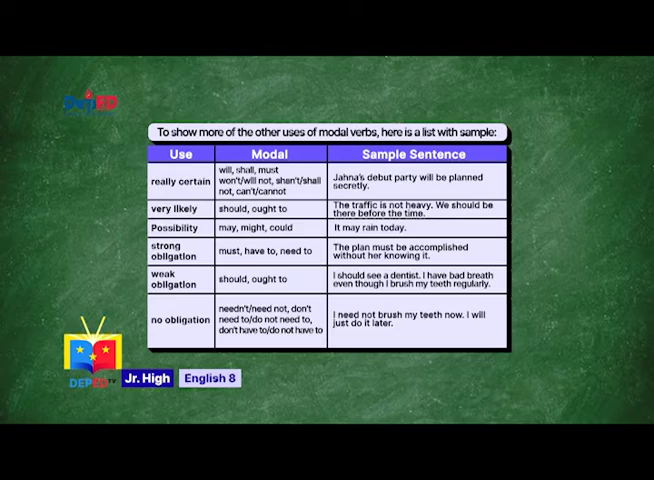 DepED
To show more of the other uses of modal verbs, here is a list with sample:
Use Modal Sample Sentence
really certain
will, shall, must
won't/will not, shan't/shall
not, can't/cannot
Jahna's debut party will be planned
secretly.
very likely
should, ought to
The traffic is not heavy. We should be
there before the time.
Possibility
may, might, could
It may rain today.
strong
obligation
must, have to, need to
The plan must be accomplished
without her knowing it.
weak
obligation
should, ought to
I should see a dentist. I have bad breath
even though I brush my teeth regularly.
no obligation
needn't/need not, don't
need to/do not need to,
don't have to/do not have to
I need not brush my teeth now. I will
just do it later.
DEPED TV
Jr. High
English 8